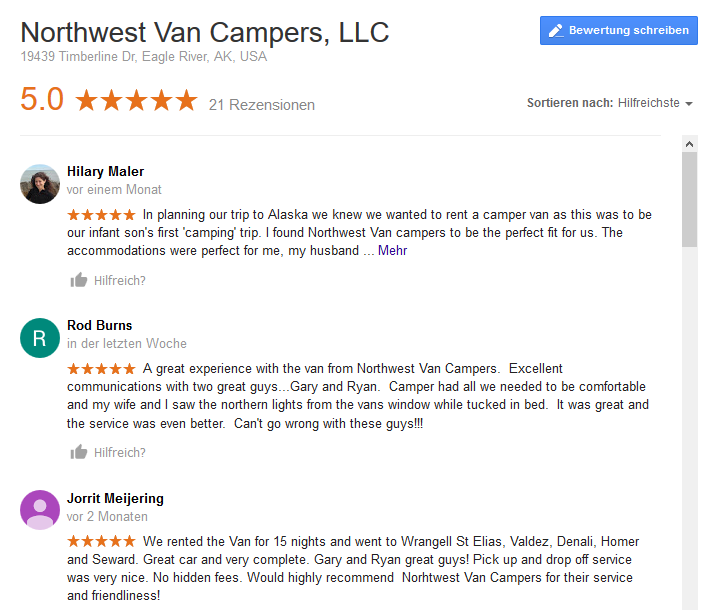 Northwest Van Campers, LLC
Bewertung schreiben
19439 Timberline Dr, Eagle River, AK, USA
5.0 21 Rezensionen
Sortieren nach: Hilfreichste
Hilary Maler
vor einem Monat
In planning our trip to Alaska we knew we wanted to rent a camper van as this was to be
our infant son's first 'camping' trip. I found Northwest Van campers to be the perfect fit for us. The
accommodations were perfect for me, my husband ... Mehr
Hilfreich?
R
Rod Burns
in der letzten Woche
A great experience with the van from Northwest Van Campers. Excellent
communications with two great guys...Gary and Ryan. Camper had all we needed to be comfortable
and my wife and I saw the northern lights from the vans window while tucked in bed. It was great and
the service was even better. Can't go wrong with these guys!!!
Hilfreich?
Jorrit Meijering
vor 2 Monaten
We rented the Van for 15 nights and went to Wrangell St Elias, Valdez, Denali, Homer
and Seward. Great car and very complete. Gary and Ryan great guys! Pick up and drop off service
was very nice. No hidden fees. Would highly recommend Norhtwest Van Campers for their service
and friendliness!